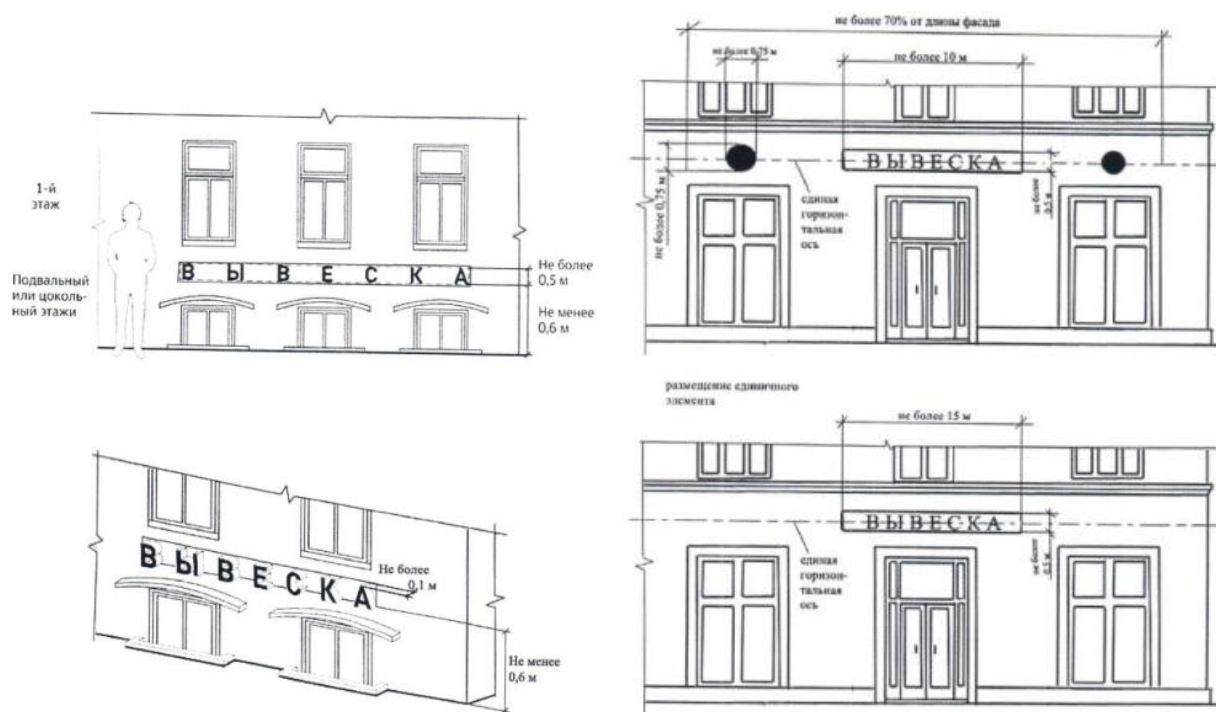 1-й
этаж
Подвальный
или цоколь-
ный этажи
ВЫВЕСКА
Не более
0,5 м
Не менее
0,6 м
не более 70% от длины фасада
не более 0,75 м
не более 10 м
ВЫВЕСКА
не более 0,75 м
единая
горизон-
тальная
ось
не более
0,5 м
ВЫВЕСКА
Не более
0,1 м
Не менее
0,6 м
размещение единичного
элемента
не более 15 м
ВЫВЕСКА
единая
горизон-
тальная
ось
не более
0,5 м